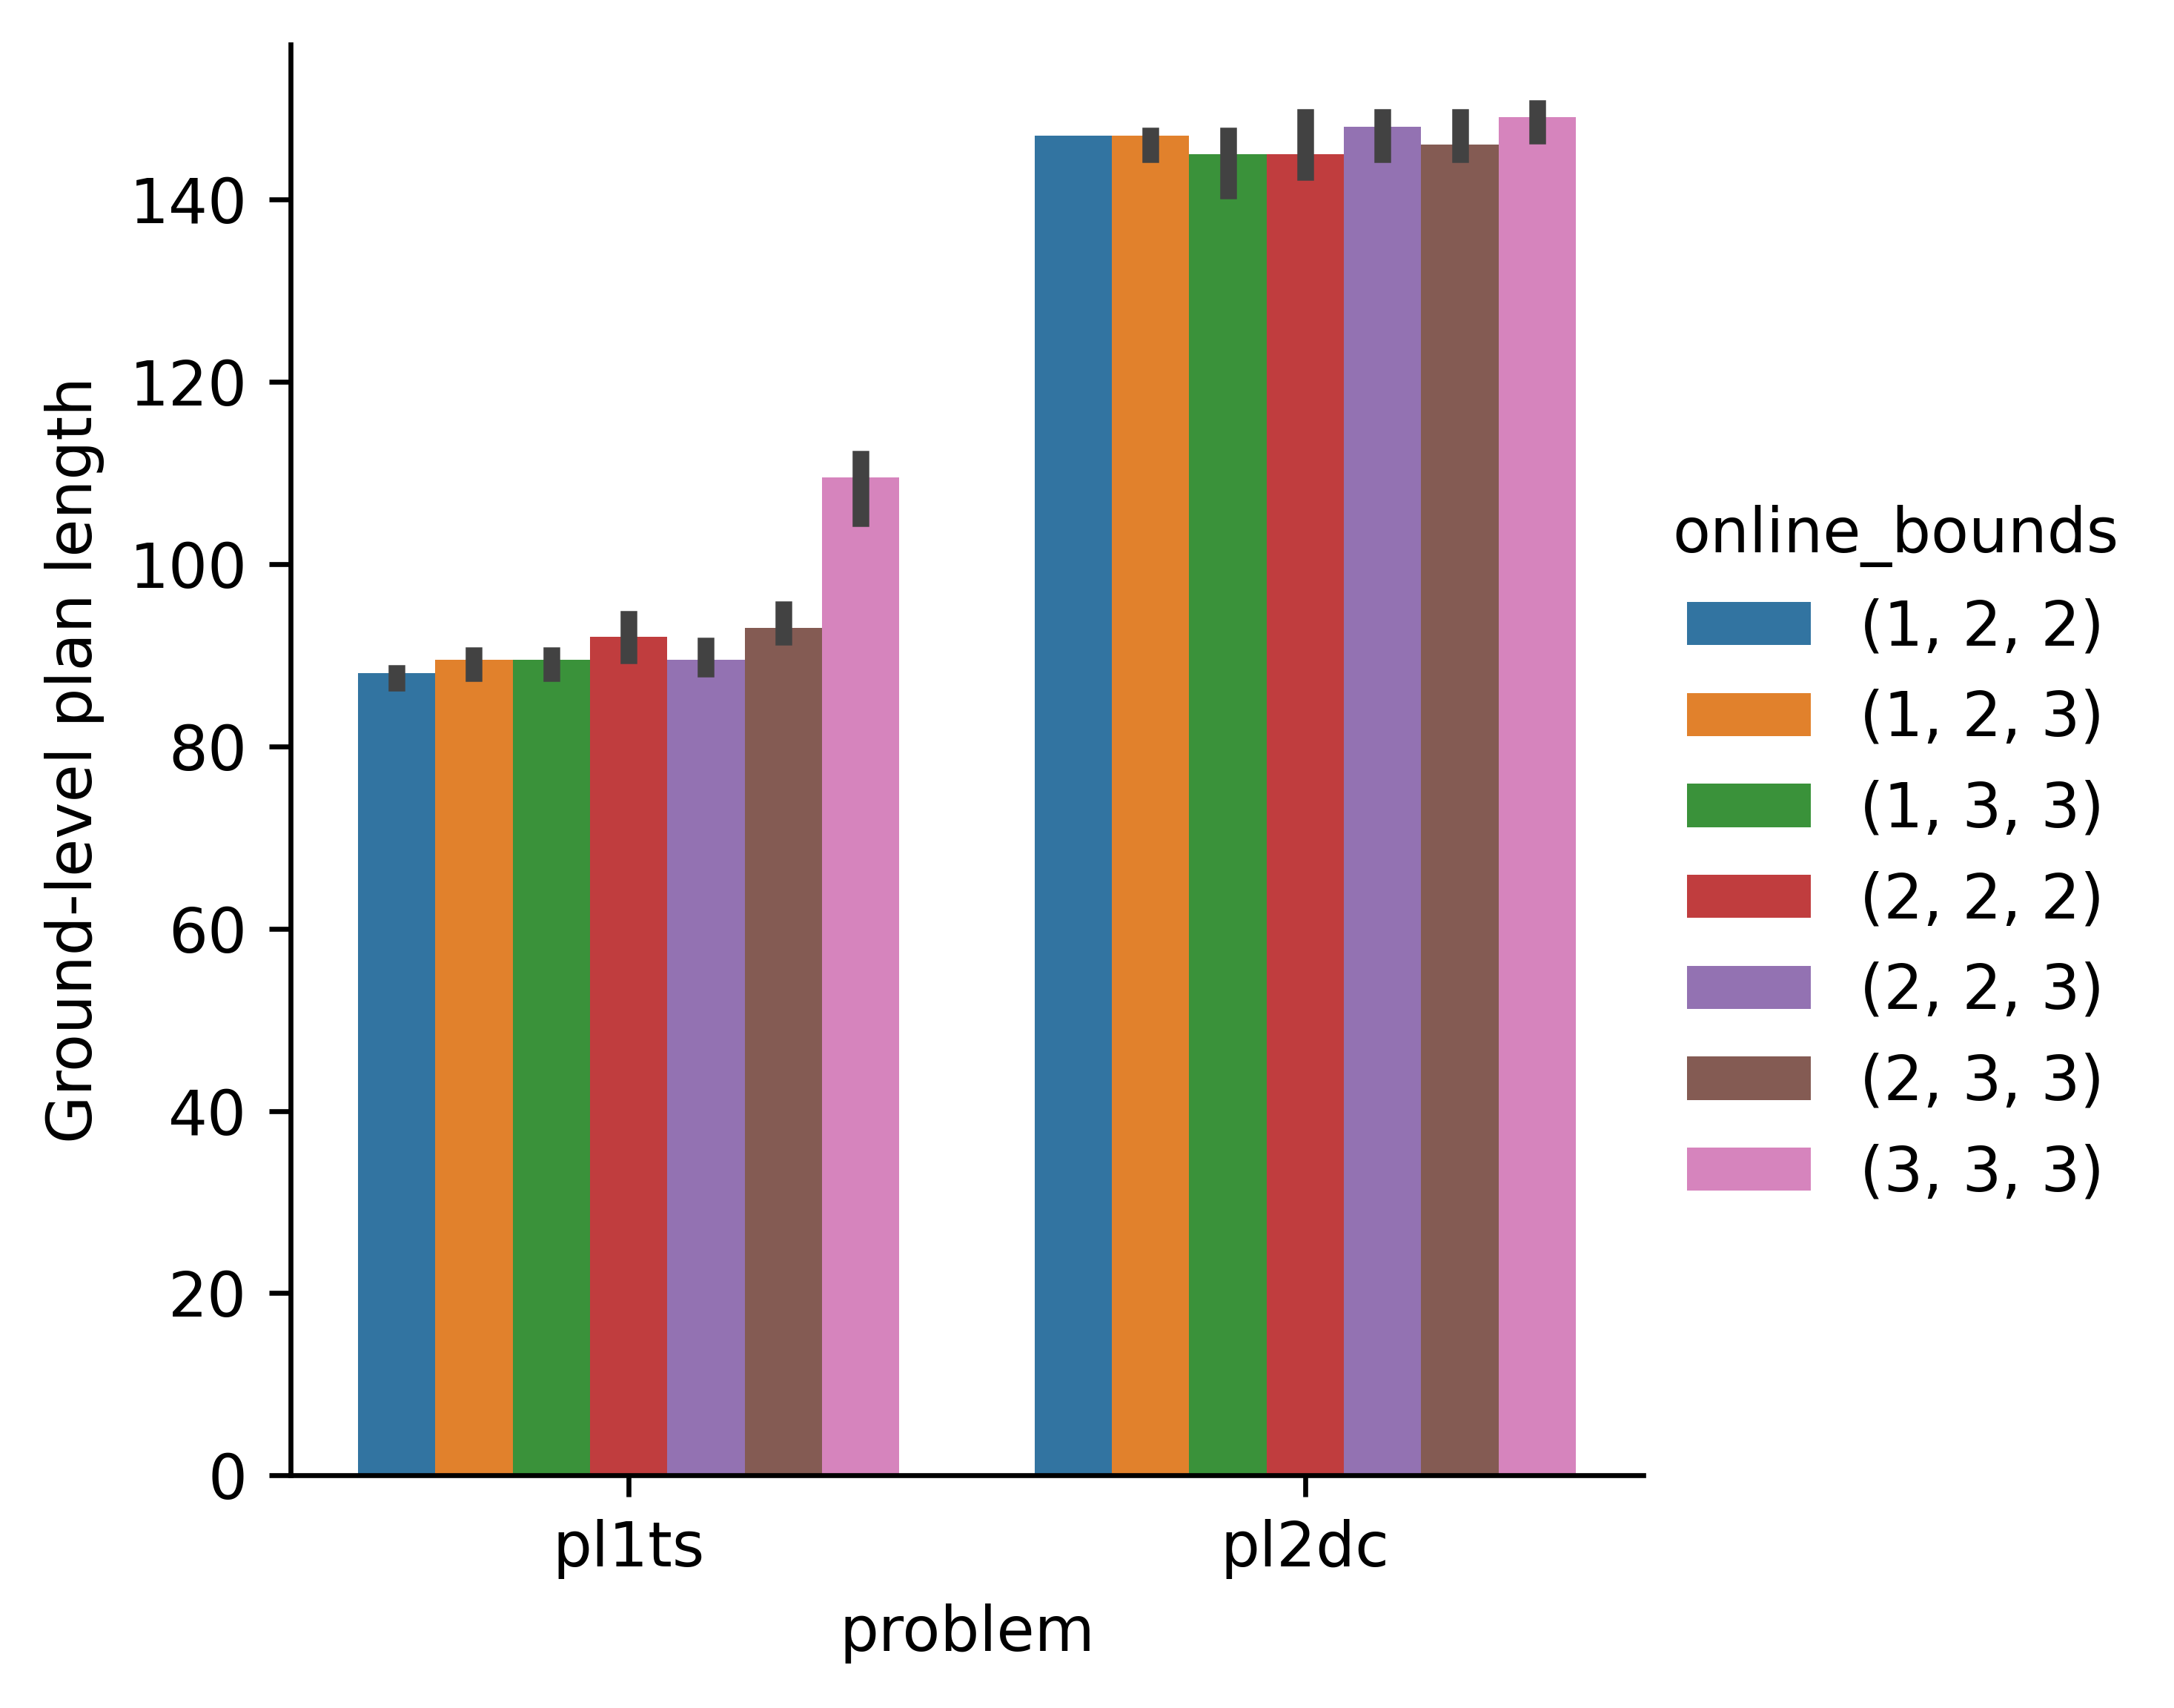 Ground-level plan length
140
120
100
80
60
40
20
0
pl1ts
pl2dc
problem
online_bounds
(1, 2, 2)
(1, 2, 3)
(1, 3, 3)
(2, 2, 2)
(2, 2, 3)
(2, 3, 3)
(3, 3, 3)